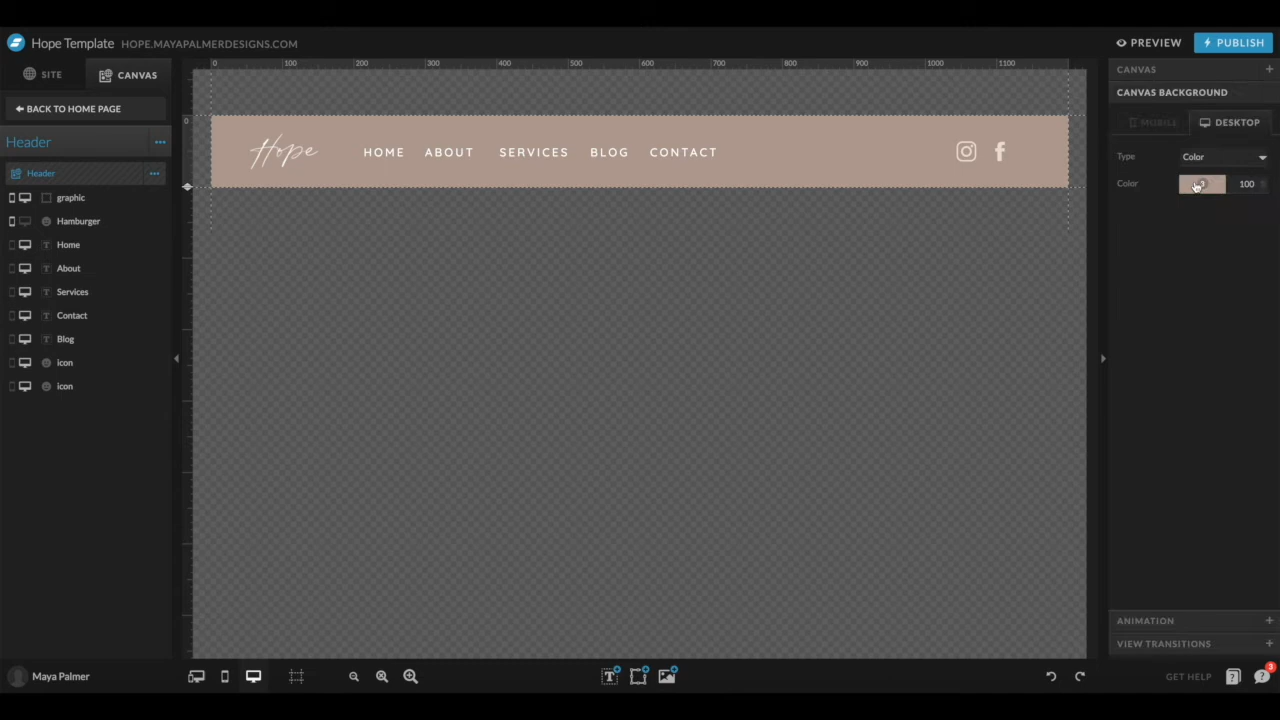 Hope Template HOPE.MAYAPALMERDESIGNS.COM
PREVIEW
PUBLISH
SITE
CANVAS
BACK TO HOME PAGE
Header
Header
graphic
Hamburger
Home
About
Services
Contact
Blog
icon
icon
0 100 200 300 400 500 600 700 800 900 1000 1100
0
Hope
HOME ABOUT SERVICES BLOG CONTACT
CANVAS
CANVAS BACKGROUND
MOBILE
DESKTOP
Type Color
Color 100 %
ANIMATION
VIEW TRANSITIONS
Maya Palmer
T
GET HELP
?
?
3